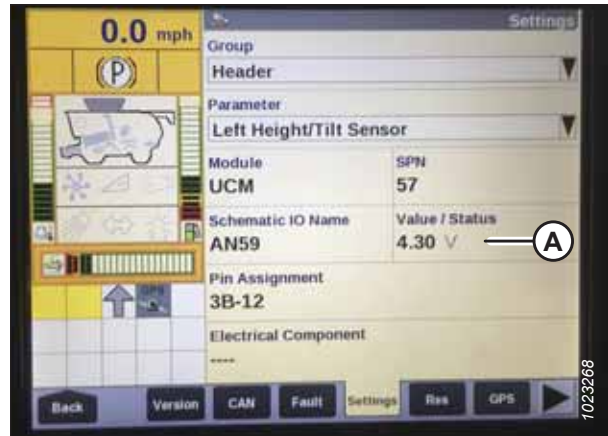 0.0 mph
Settings
(P)
Group
Header
Parameter
Left Height/Tilt Sensor
Module
UCM
SPN
57
Schematic IO Name
AN59
Value / Status
4.30 V
A
Pin Assignment
3B-12
Electrical Component
----
GPS
Back
Version
CAN
Fault
Settings
Res
GPS
1023268